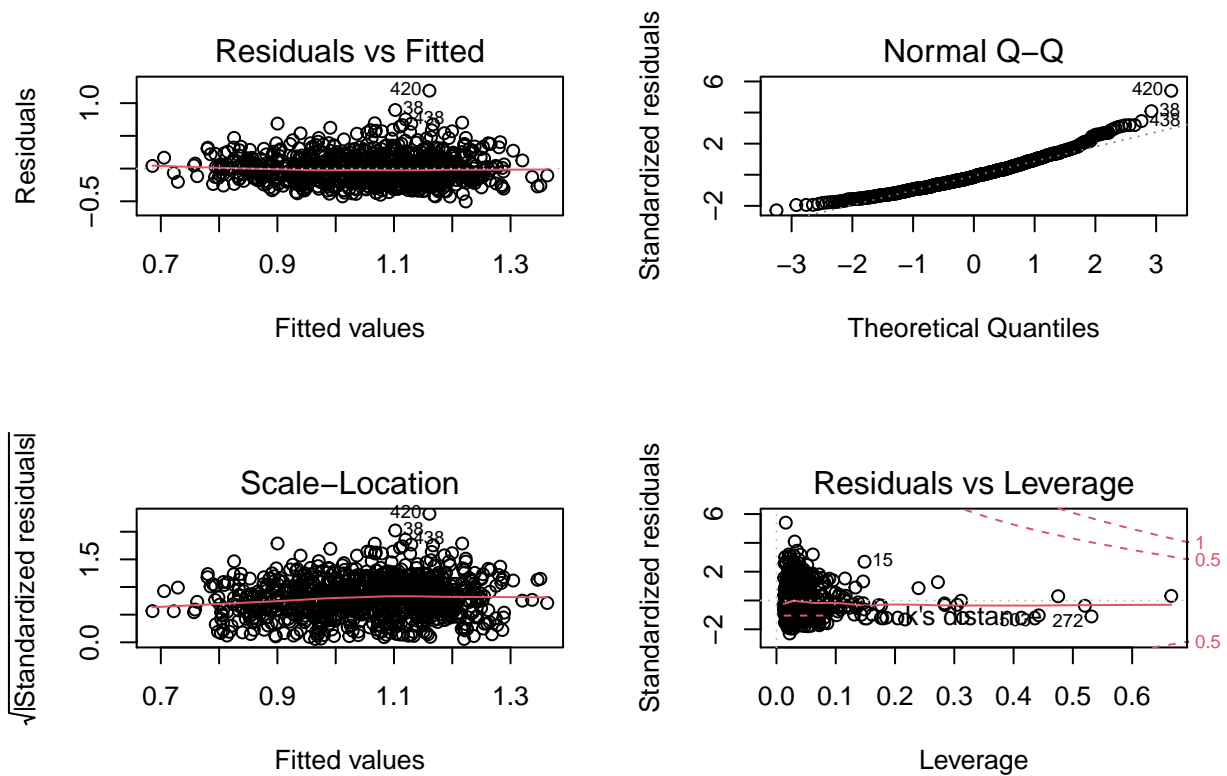 Residuals vs Fitted
Residuals
1.0
−0.5
420
38
438
0.7 0.9 1.1 1.3
Fitted values
Normal Q−Q
Standardized residuals
6
2
−2
420
38
438
−3 −2 −1 0 1 2 3
Theoretical Quantiles
Scale−Location
√|Standardized residuals|
1.5
0.0
420
38
438
0.7 0.9 1.1 1.3
Fitted values
Residuals vs Leverage
Standardized residuals
6
2
−2
15
1
0.5
Cook's distance
272
0.5
0.0 0.1 0.2 0.3 0.4 0.5 0.6
Leverage